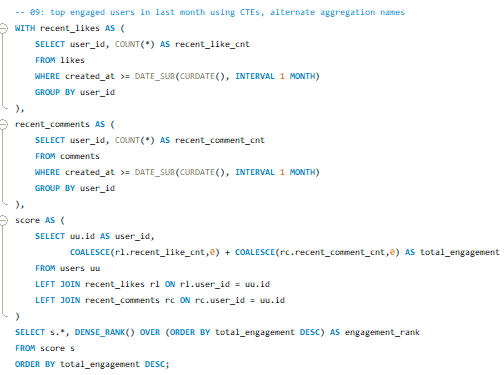 -- 09: top engaged users in last month using CTEs, alternate aggregation names
WITH recent_likes AS (
    SELECT user_id, COUNT(*) AS recent_like_cnt
    FROM likes
    WHERE created_at >= DATE_SUB(CURDATE(), INTERVAL 1 MONTH)
    GROUP BY user_id
),
recent_comments AS (
    SELECT user_id, COUNT(*) AS recent_comment_cnt
    FROM comments
    WHERE created_at >= DATE_SUB(CURDATE(), INTERVAL 1 MONTH)
    GROUP BY user_id
),
score AS (
    SELECT uu.id AS user_id,
           COALESCE(rl.recent_like_cnt,0) + COALESCE(rc.recent_comment_cnt,0) AS total_engagement
    FROM users uu
    LEFT JOIN recent_likes rl ON rl.user_id = uu.id
    LEFT JOIN recent_comments rc ON rc.user_id = uu.id
)
SELECT s.*, DENSE_RANK() OVER (ORDER BY total_engagement DESC) AS engagement_rank
FROM score s
ORDER BY total_engagement DESC;